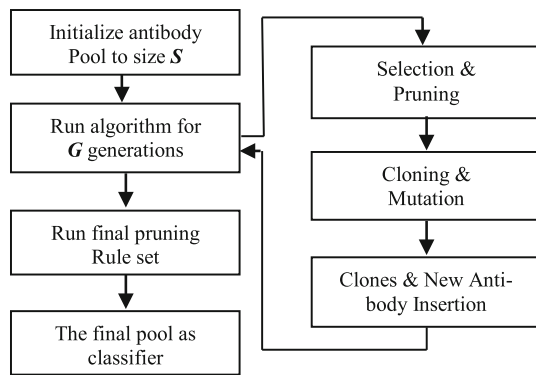 Initialize antibody
Pool to size S
Run algorithm for
G generations
Run final pruning
Rule set
The final pool as
classifier
Selection &
Pruning
Cloning &
Mutation
Clones & New Anti-
body Insertion